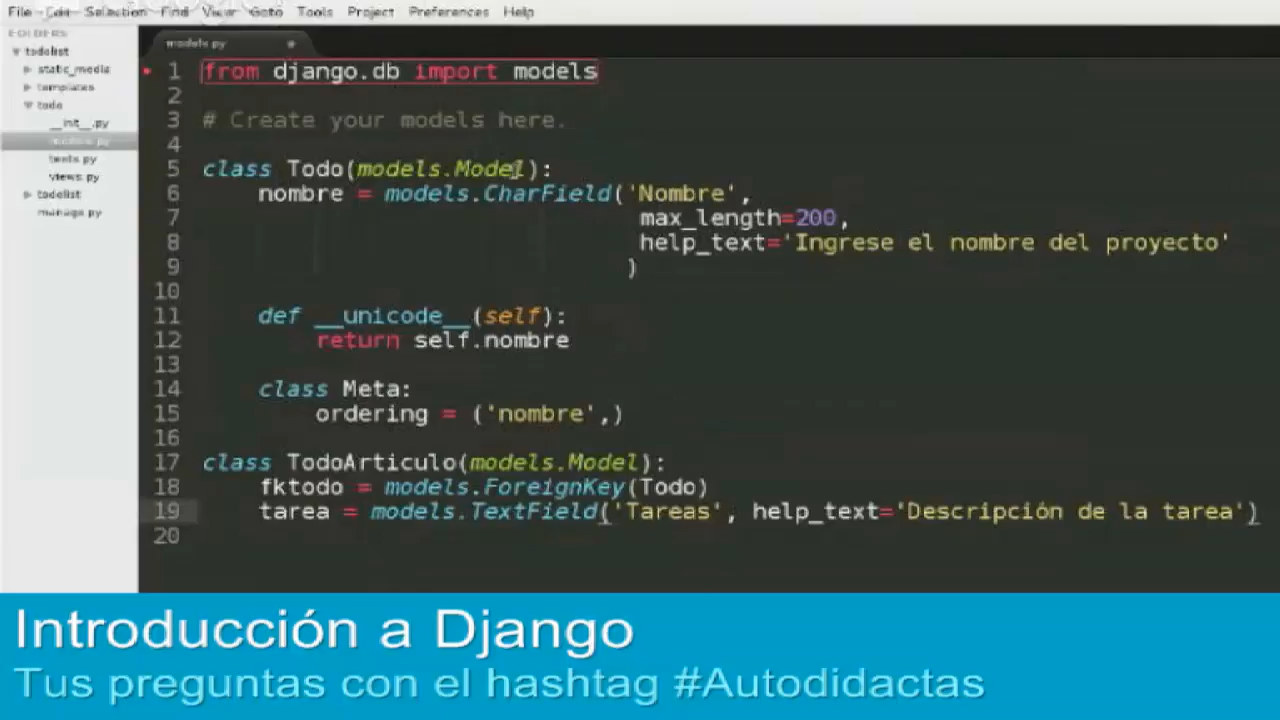 File Edit Selection Find View Goto Tools Project Preferences Help
FOLDERS
todolist
static_media
templates
todo
__init__.py
models.py
tests.py
views.py
todolist
manage.py
models.py
1 from django.db import models
2
3 # Create your models here.
4
5 class Todo(models.Model):
6 nombre = models.CharField('Nombre',
7 max_length=200,
8 help_text='Ingrese el nombre del proyecto'
9 )
10
11 def __unicode__(self):
12 return self.nombre
13
14 class Meta:
15 ordering = ('nombre',)
16
17 class TodoArticulo(models.Model):
18 fktodo = models.ForeignKey(Todo)
19 tarea = models.TextField('Tareas', help_text='Descripción de la tarea')
20
Introducción a Django
Tus preguntas con el hashtag #Autodidactas